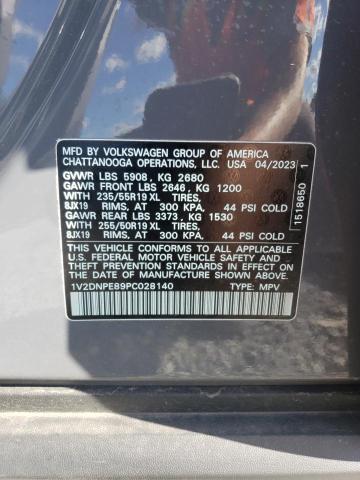 MFD BY VOLKSWAGEN GROUP OF AMERICA
CHATTANOOGA OPERATIONS, LLC. USA 04/2023
GVWR LBS 5908, KG 2680
GAWR FRONT LBS 2646, KG 1200
WITH 235/55R19 XL TIRES,
8JX19 RIMS, AT 300 KPA, 44 PSI COLD
GAWR REAR LBS 3373, KG 1530
WITH 255/50R19 XL TIRES,
8JX19 RIMS, AT 300 KPA. 44 PSI COLD
THIS VEHICLE CONFORMS TO ALL APPLICABLE
U.S. FEDERAL MOTOR VEHICLE SAFETY AND
THEFT PREVENTION STANDARDS IN EFFECT
ON THE DATE OF MANUFACTURE SHOWN ABOVE.
1V2DNPE89PC028140 TYPE: MPV
1518650 1